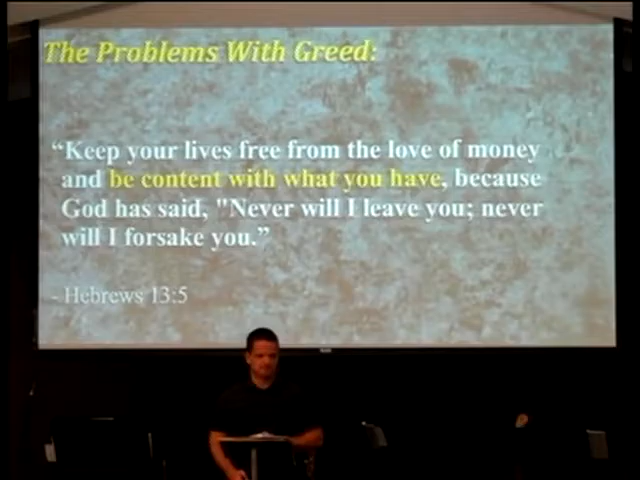 The Problems With Greed:
“Keep your lives free from the love of money
and be content with what you have, because
God has said, "Never will I leave you; never
will I forsake you.”
- Hebrews 13:5